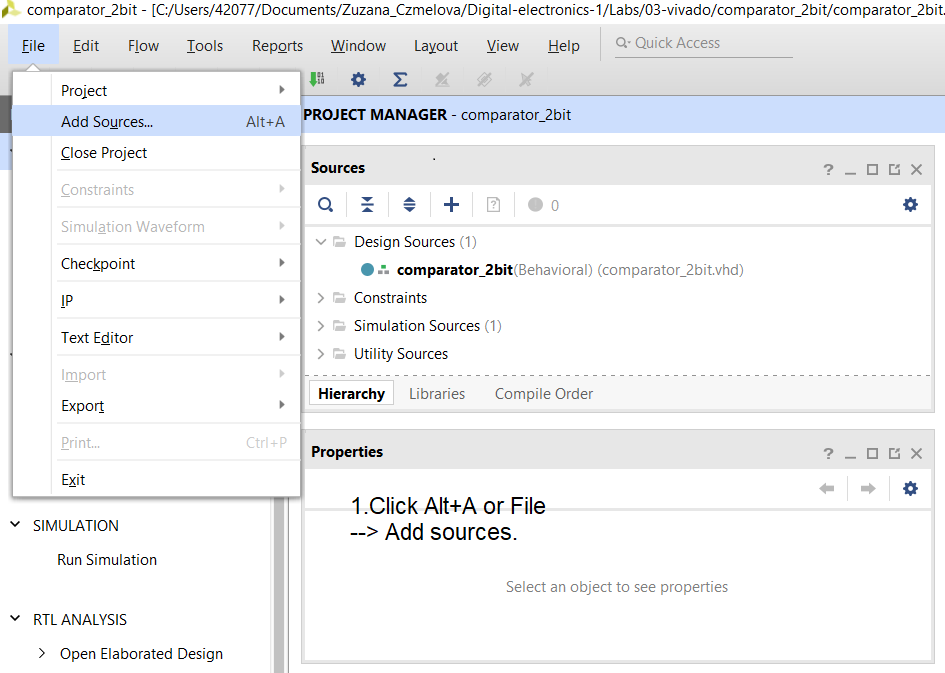 comparator_2bit - [C:/Users/42077/Documents/Zuzana_Czmelova/Digital-electronics-1/Labs/03-vivado/comparator_2bit/comparator_2bit.
File Edit Flow Tools Reports Window Layout View Help Quick Access
Project
Add Sources... Alt+A
Close Project
Constraints
Simulation Waveform
Checkpoint
IP
Text Editor
Import
Export
Print... Ctrl+P
Exit
SIMULATION
Run Simulation
RTL ANALYSIS
Open Elaborated Design
PROJECT MANAGER - comparator_2bit
Sources
0
Design Sources (1)
comparator_2bit(Behavioral) (comparator_2bit.vhd)
Constraints
Simulation Sources (1)
Utility Sources
Hierarchy Libraries Compile Order
Properties
1.Click Alt+A or File
--> Add sources.
Select an object to see properties